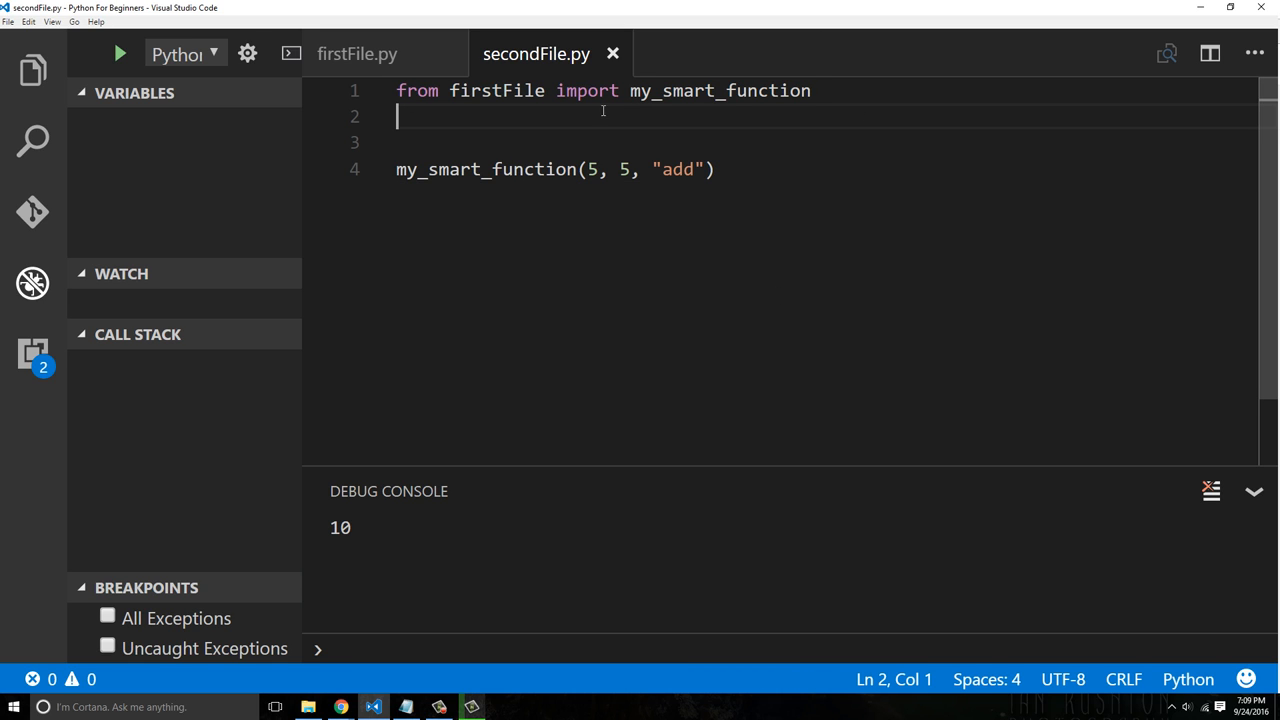 secondFile.py - Python For Beginners - Visual Studio Code
File Edit View Go Help
Pythor
firstFile.py
secondFile.py
VARIABLES
WATCH
CALL STACK
BREAKPOINTS
All Exceptions
Uncaught Exceptions
2
1 from firstFile import my_smart_function
2
3
4 my_smart_function(5, 5, "add")
DEBUG CONSOLE
10
0 0
Ln 2, Col 1 Spaces: 4 UTF-8 CRLF Python
I'm Cortana. Ask me anything.
7:09 PM
9/24/2016